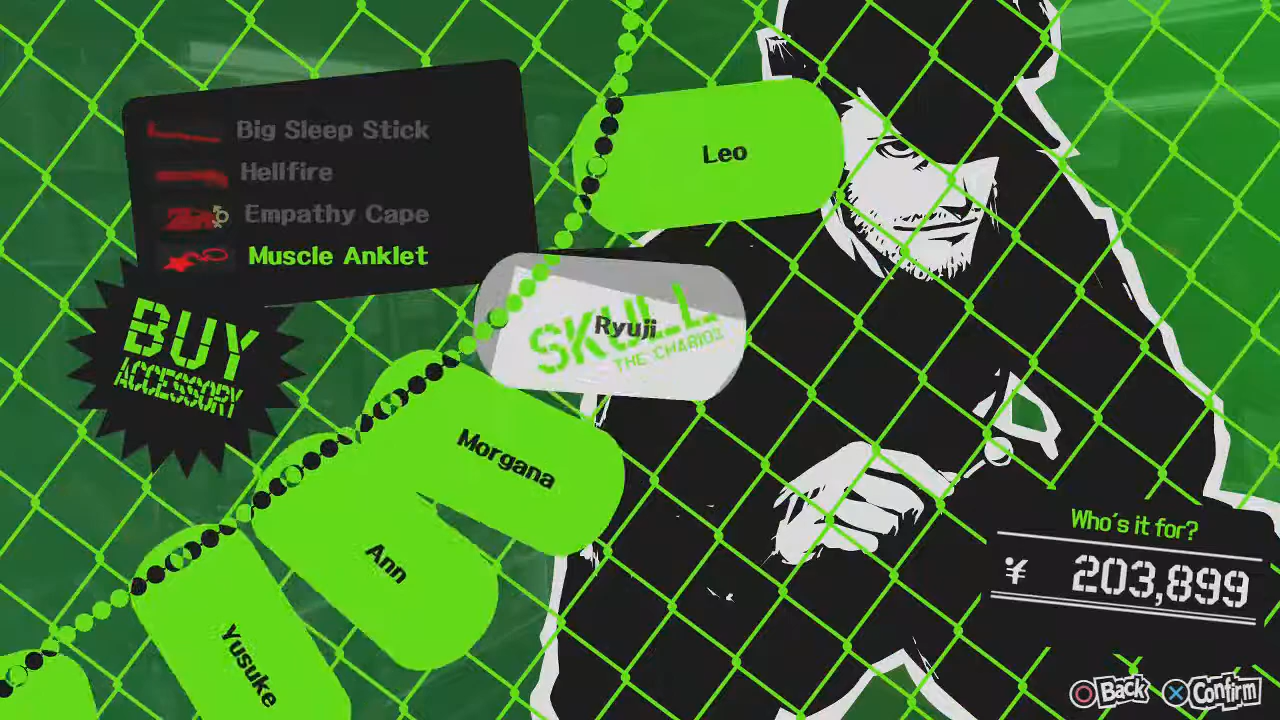 Big Sleep Stick
Hellfire
Empathy Cape
Muscle Anklet
BUY
ACCESSORY
Leo
Ryuji
SKULL
THE CHARIOT
Morgana
Ann
Yusuke
Who's it for?
¥ 203,899
Back
Confirm